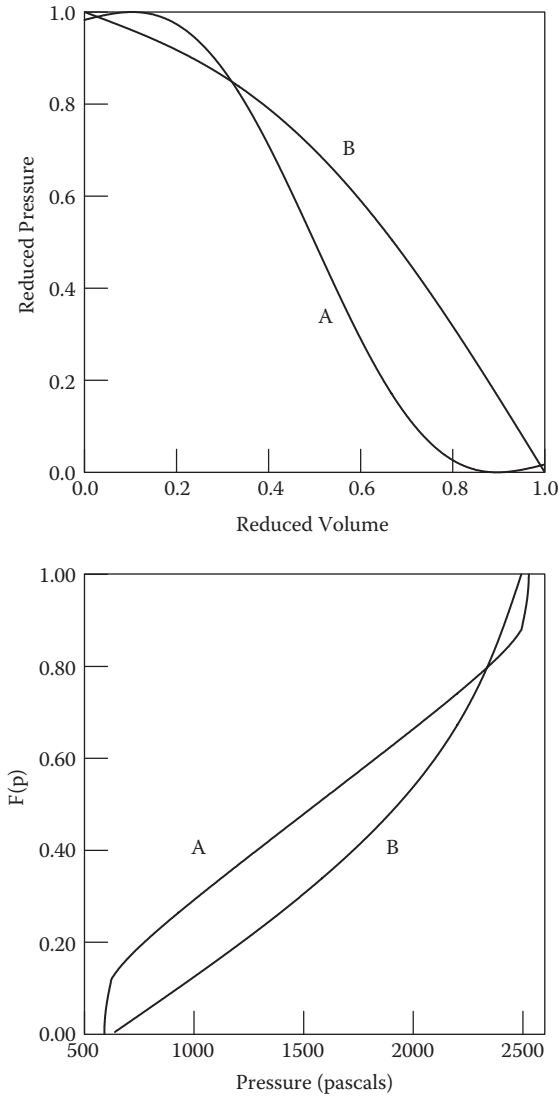 1.0
0.8
0.6
0.4
0.2
0.0
Reduced Pressure
B
A
0.0 0.2 0.4 0.6 0.8 1.0
Reduced Volume
1.00
0.80
0.60
0.40
0.20
0.00
F(p)
A
B
500 1000 1500 2000 2500
Pressure (pascals)